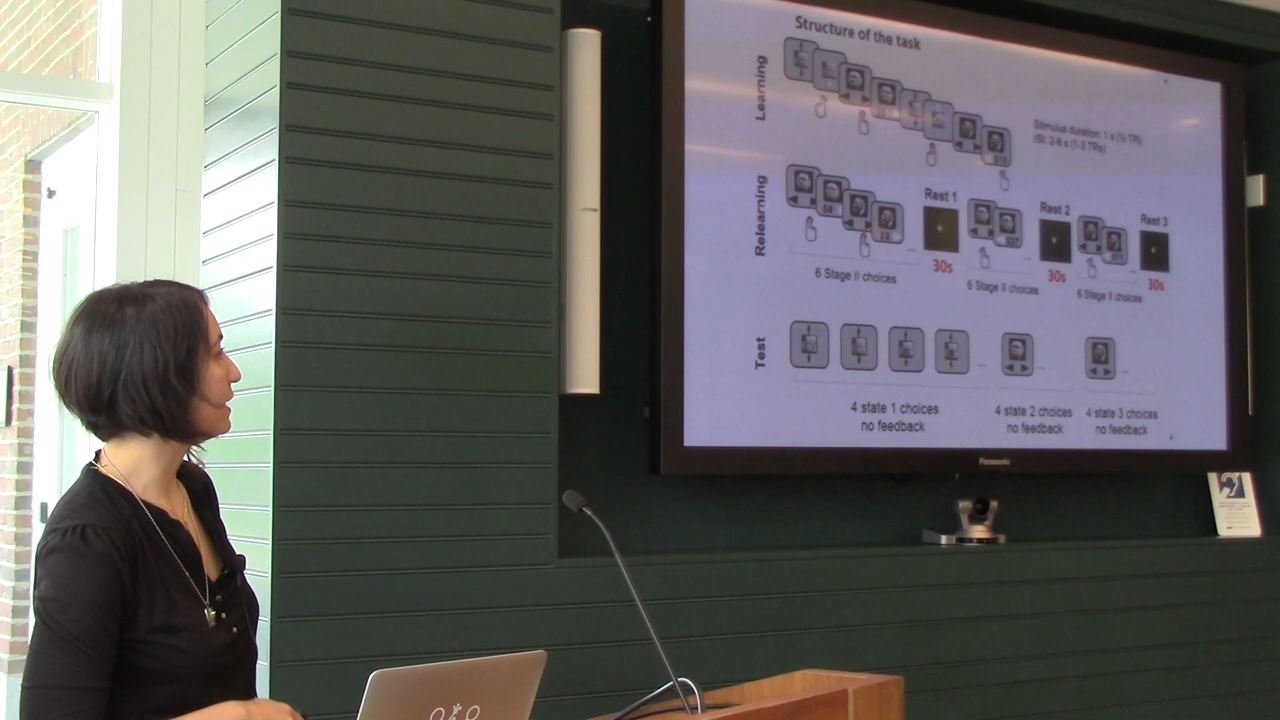 Structure of the task
Learning
Stimulus duration: 1 s (½ TR)
ISI: 2-6 s (1-3 TRs)
Relearning
Rest 1
Rest 2
Rest 3
30s
30s
30s
6 Stage II choices
6 Stage II choices
6 Stage II choices
Test
4 state 1 choices
no feedback
4 state 2 choices
no feedback
4 state 3 choices
no feedback
Panasonic